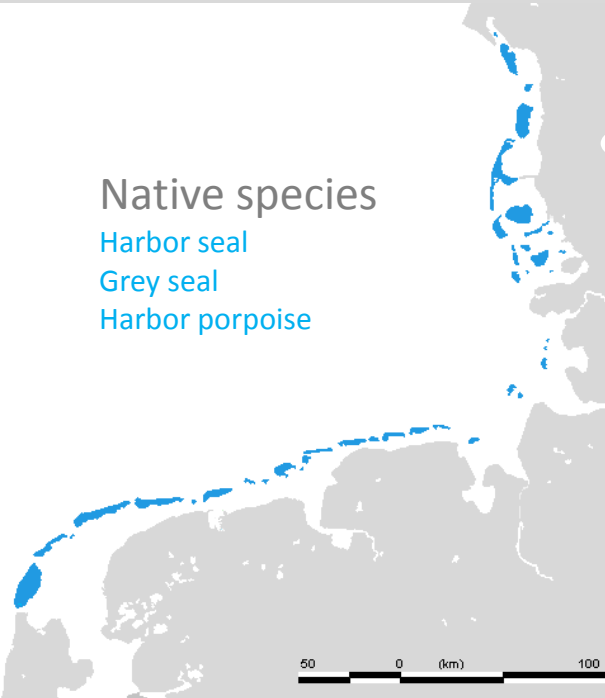 Native species
Harbor seal
Grey seal
Harbor porpoise
50 0 (km) 100